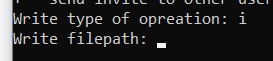 send invite to other user
Write type of opreation: i
Write filepath: